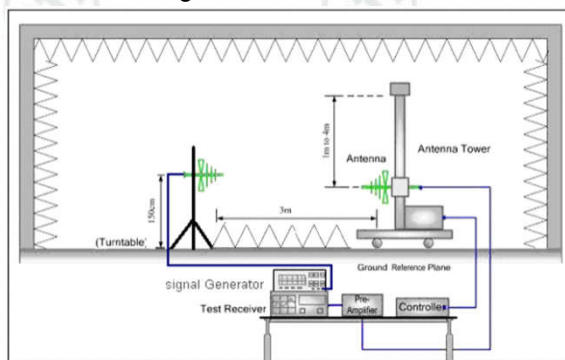 1m to 4m
Antenna
Antenna Tower
150cm
3m
(Turntable)
Ground Reference Plane
signal Generator
Test Receiver
Pre-
Amplifier
Controller